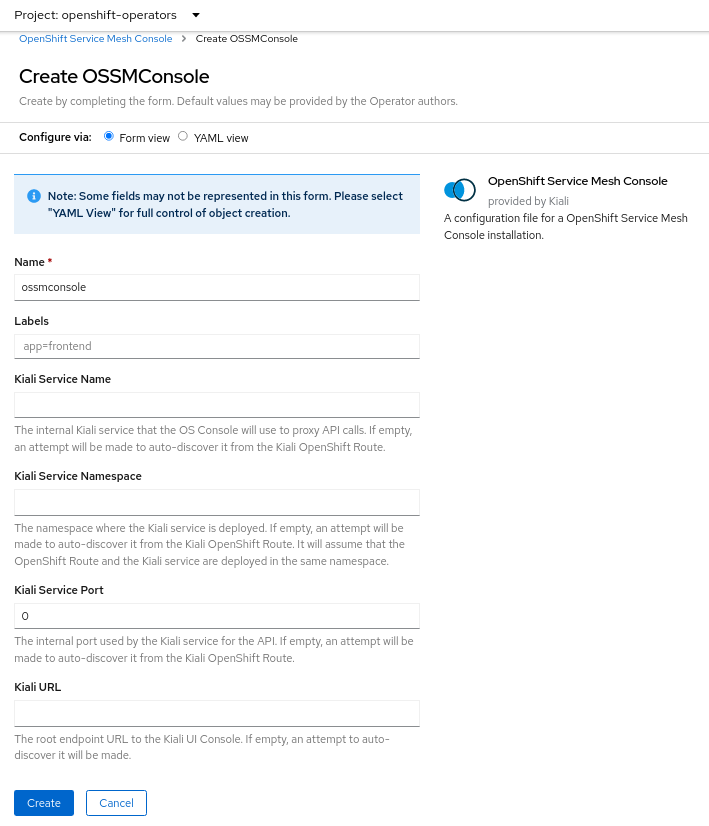 Project: openshift-operators
OpenShift Service Mesh Console > Create OSSMConsole
Create OSSMConsole
Create by completing the form. Default values may be provided by the Operator authors.
Configure via: Form view YAML view
Note: Some fields may not be represented in this form. Please select
"YAML View" for full control of object creation.
OpenShift Service Mesh Console
provided by Kiali
A configuration file for a OpenShift Service Mesh
Console installation.
Name *
ossmconsole
Labels
app=frontend
Kiali Service Name
The internal Kiali service that the OS Console will use to proxy API calls. If empty,
an attempt will be made to auto-discover it from the Kiali OpenShift Route.
Kiali Service Namespace
The namespace where the Kiali service is deployed. If empty, an attempt will be
made to auto-discover it from the Kiali OpenShift Route. It will assume that the
OpenShift Route and the Kiali service are deployed in the same namespace.
Kiali Service Port
0
The internal port used by the Kiali service for the API. If empty, an attempt will be
made to auto-discover it from the Kiali OpenShift Route.
Kiali URL
The root endpoint URL to the Kiali UI Console. If empty, an attempt to auto-
discover it will be made.
Create Cancel